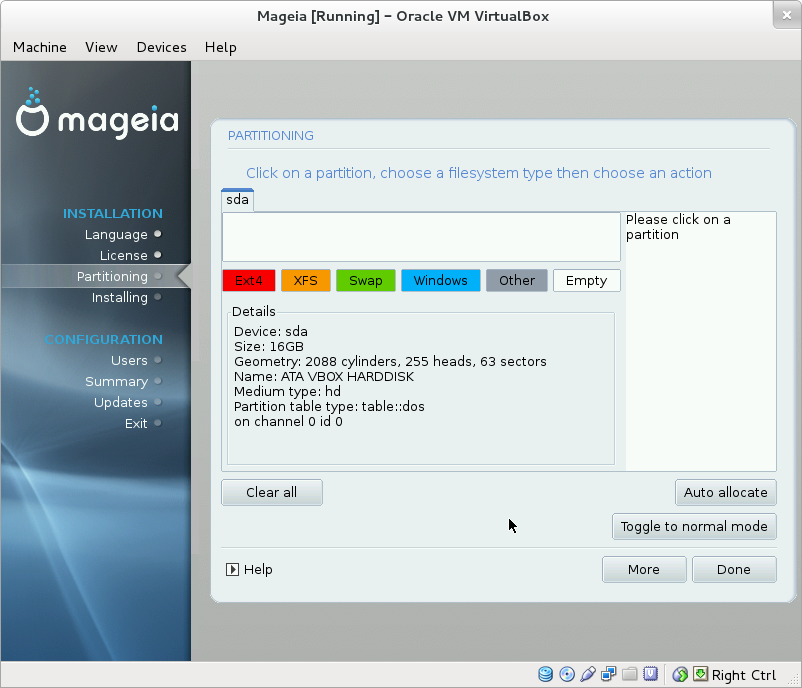 Mageia [Running] – Oracle VM VirtualBox
Machine View Devices Help
mageia
INSTALLATION
Language
License
Partitioning
Installing
CONFIGURATION
Users
Summary
Updates
Exit
PARTITIONING
Click on a partition, choose a filesystem type then choose an action
sda
Please click on a
partition
Ext4 XFS Swap Windows Other Empty
Details
Device: sda
Size: 16GB
Geometry: 2088 cylinders, 255 heads, 63 sectors
Name: ATA VBOX HARDDISK
Medium type: hd
Partition table type: table::dos
on channel 0 id 0
Clear all
Auto allocate
Toggle to normal mode
Help
More
Done
Right Ctrl